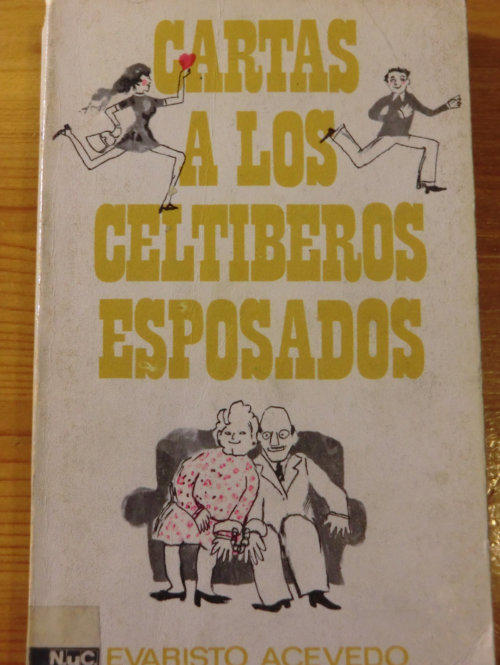 CARTAS
A LOS
CELTIBEROS
ESPOSADOS
NuC EVARISTO ACEVEDO